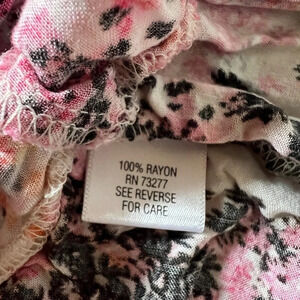 100% RAYON
RN 73277
SEE REVERSE
FOR CARE